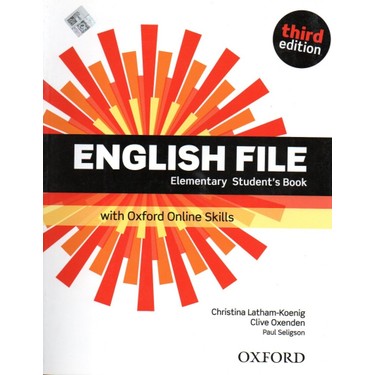 third
edition
ENGLISH FILE
Elementary Student's Book
with Oxford Online Skills
Christina Latham-Koenig
Clive Oxenden
Paul Seligson
OXFORD